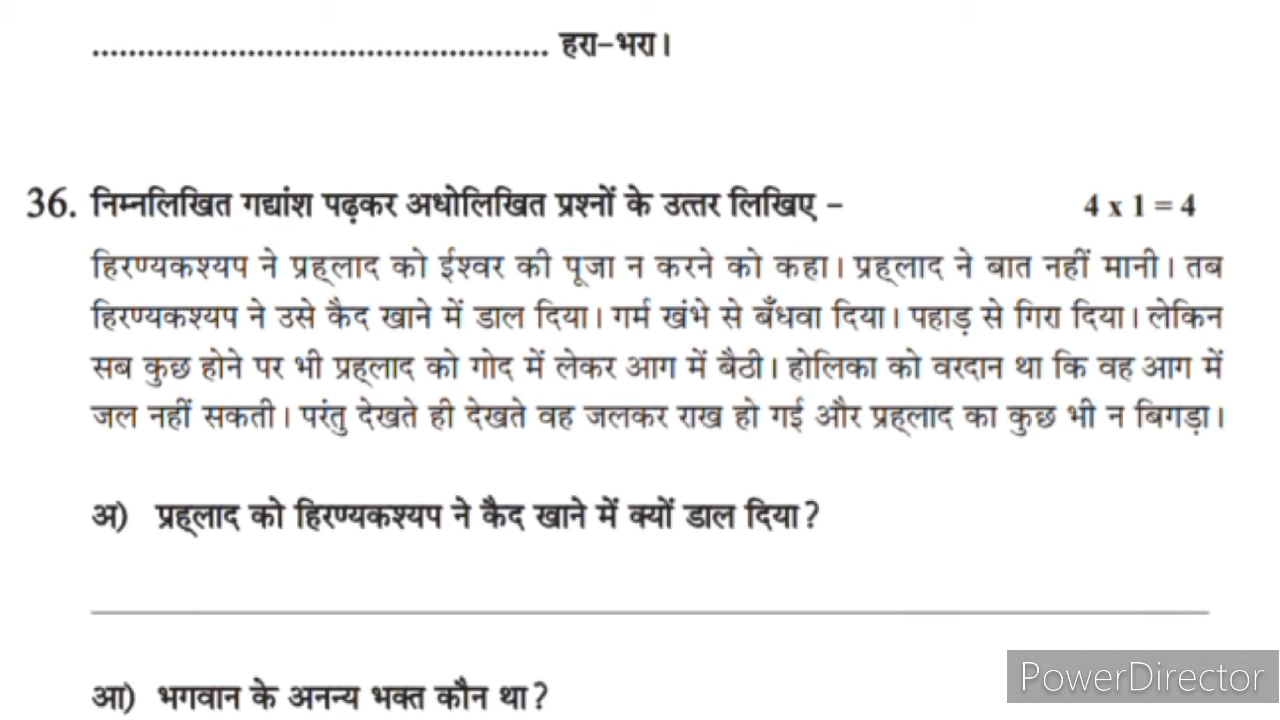 ................................................. हरा-भरा।
36. निम्नलिखित गद्यांश पढ़कर अधोलिखित प्रश्नों के उत्तर लिखिए - 4 x 1 = 4
हिरण्यकश्यप ने प्रह्लाद को ईश्वर की पूजा न करने को कहा। प्रह्लाद ने बात नहीं मानी। तब
हिरण्यकश्यप ने उसे कैद खाने में डाल दिया। गर्म खंभे से बँधवा दिया। पहाड़ से गिरा दिया। लेकिन
सब कुछ होने पर भी प्रह्लाद को गोद में लेकर आग में बैठी। होलिका को वरदान था कि वह आग में
जल नहीं सकती। परंतु देखते ही देखते वह जलकर राख हो गई और प्रह्लाद का कुछ भी न बिगड़ा।
अ) प्रह्लाद को हिरण्यकश्यप ने कैद खाने में क्यों डाल दिया?
आ) भगवान के अनन्य भक्त कौन था?
PowerDirector